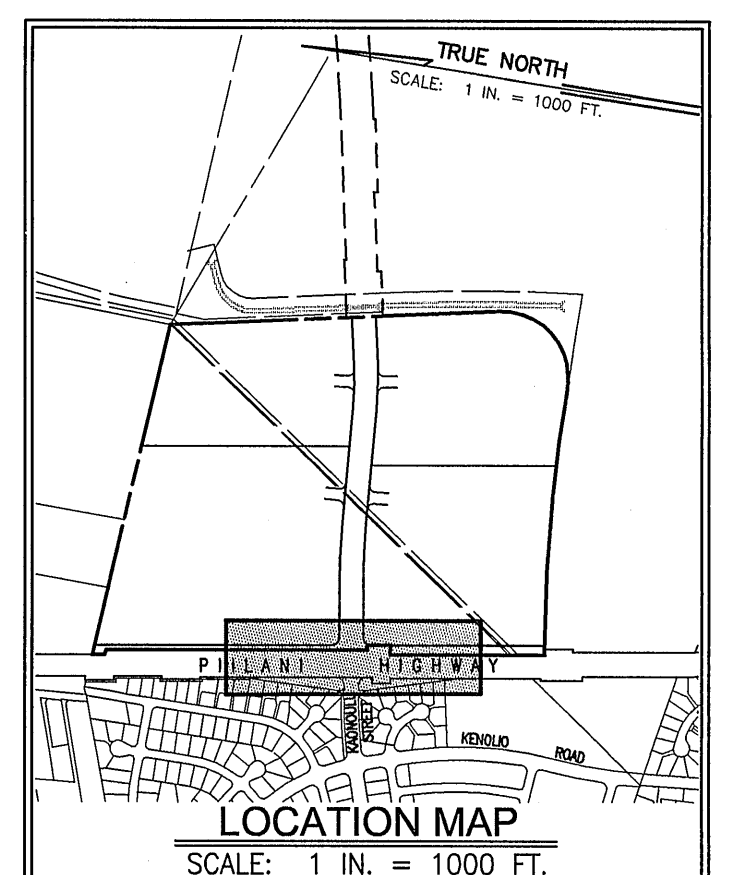 TRUE NORTH
SCALE: 1 IN. = 1000 FT.
PIILANI HIGHWAY
KAONOULU
STREET
KENOLIO ROAD
LOCATION MAP
SCALE: 1 IN. = 1000 FT.